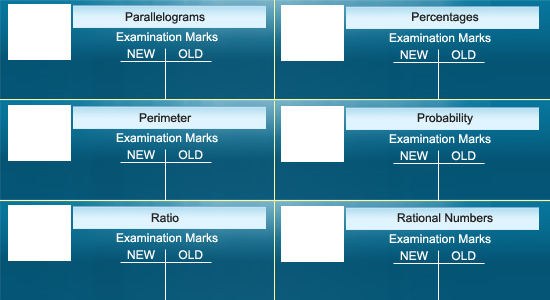 Parallelograms
Examination Marks
NEW OLD
Percentages
Examination Marks
NEW OLD
Perimeter
Examination Marks
NEW OLD
Probability
Examination Marks
NEW OLD
Ratio
Examination Marks
NEW OLD
Rational Numbers
Examination Marks
NEW OLD